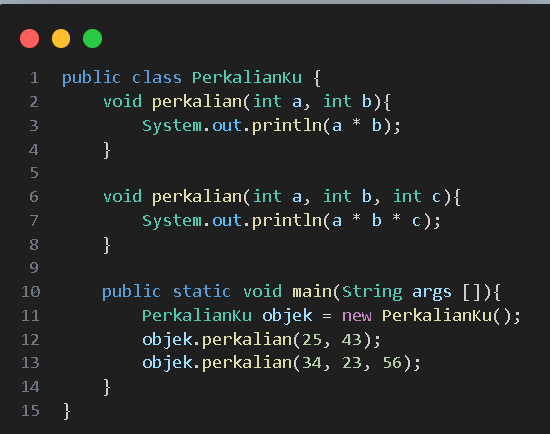 1 public class PerkalianKu {
2     void perkalian(int a, int b){
3         System.out.println(a * b);
4     }
5
6     void perkalian(int a, int b, int c){
7         System.out.println(a * b * c);
8     }
9
10     public static void main(String args []){
11         PerkalianKu objek = new PerkalianKu();
12         objek.perkalian(25, 43);
13         objek.perkalian(34, 23, 56);
14     }
15 }